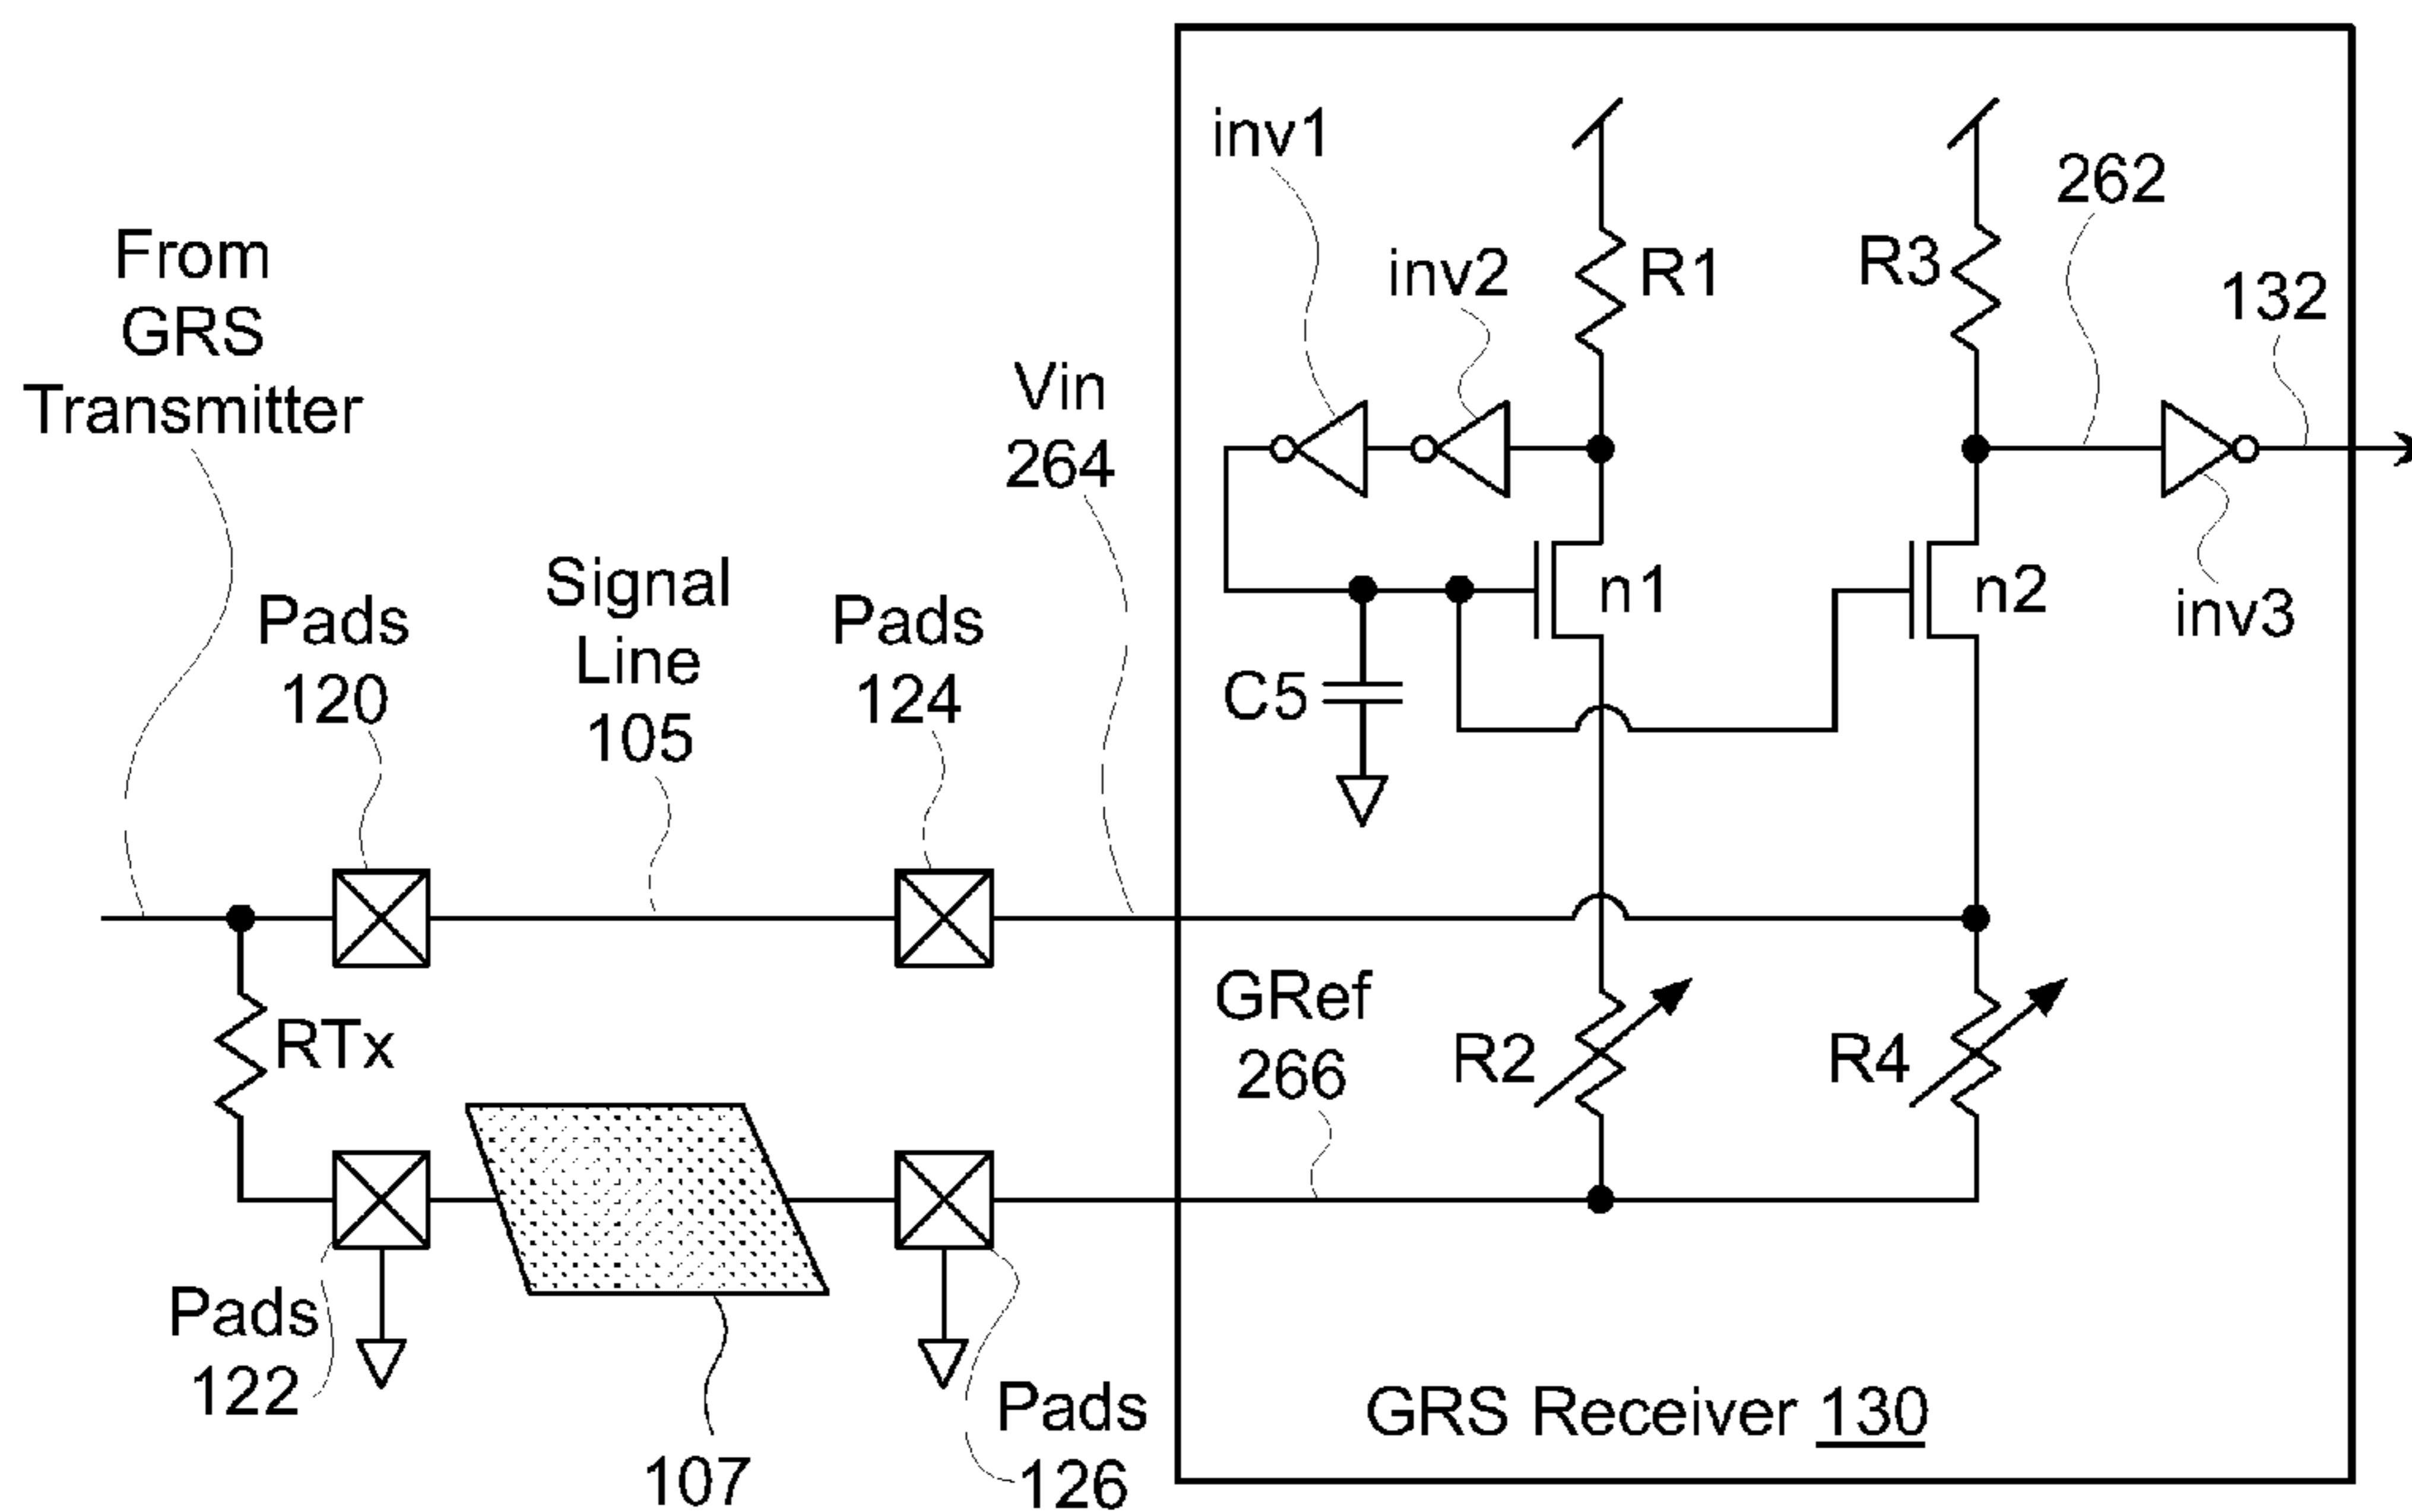 From
GRS
Transmitter
Pads
120
Signal
Line
105
Pads
124
Vin
264
inv1
inv2
R1
R3
262
132
n1
n2
inv3
C5
RTx
GRef
266
R2
R4
Pads
122
107
Pads
126
GRS Receiver 130